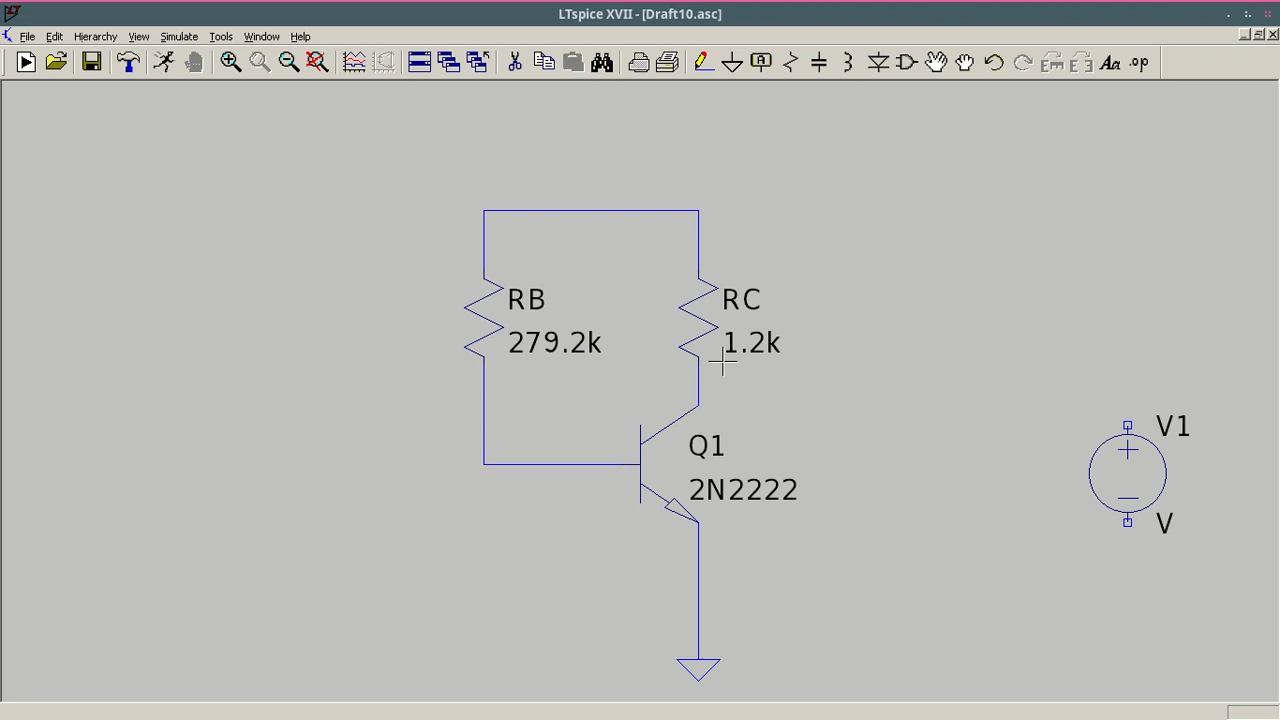 LTspice XVII - [Draft10.asc]
File Edit Hierarchy View Simulate Tools Window Help
Aa .op
RB
279.2k
RC
1.2k
Q1
2N2222
V1
V